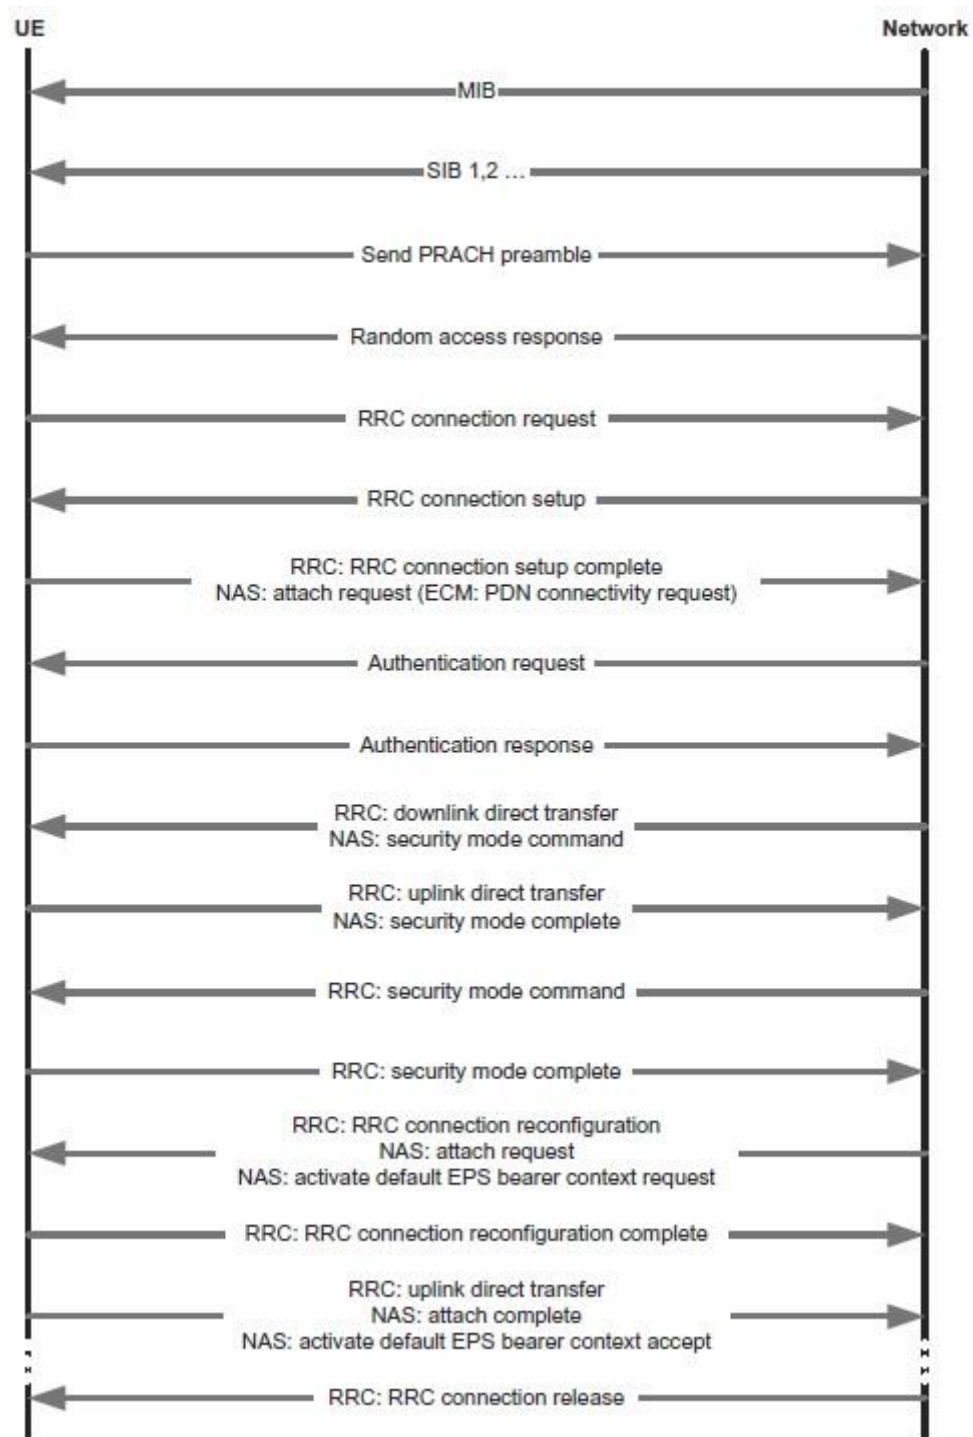 UE
Network
MIB
SIB 1,2 ...
Send PRACH preamble
Random access response
RRC connection request
RRC connection setup
RRC: RRC connection setup complete
NAS: attach request (ECM: PDN connectivity request)
Authentication request
Authentication response
RRC: downlink direct transfer
NAS: security mode command
RRC: uplink direct transfer
NAS: security mode complete
RRC: security mode command
RRC: security mode complete
RRC: RRC connection reconfiguration
NAS: attach request
NAS: activate default EPS bearer context request
RRC: RRC connection reconfiguration complete
RRC: uplink direct transfer
NAS: attach complete
NAS: activate default EPS bearer context accept
RRC: RRC connection release